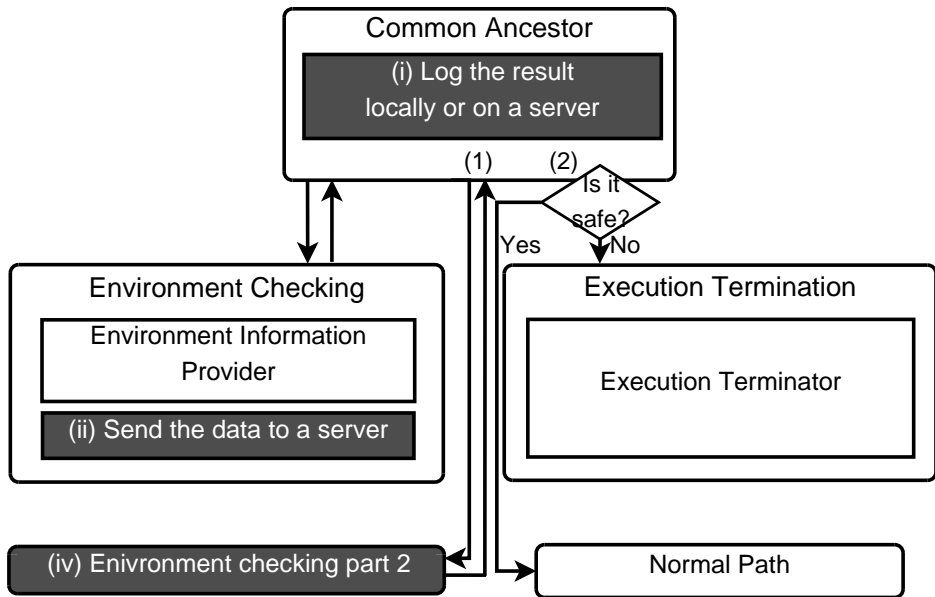 Common Ancestor
(i) Log the result
locally or on a server
(1)
(2)
Is it
safe?
Yes
No
Environment Checking
Environment Information
Provider
(ii) Send the data to a server
Execution Termination
Execution Terminator
(iv) Enivronment checking part 2
Normal Path